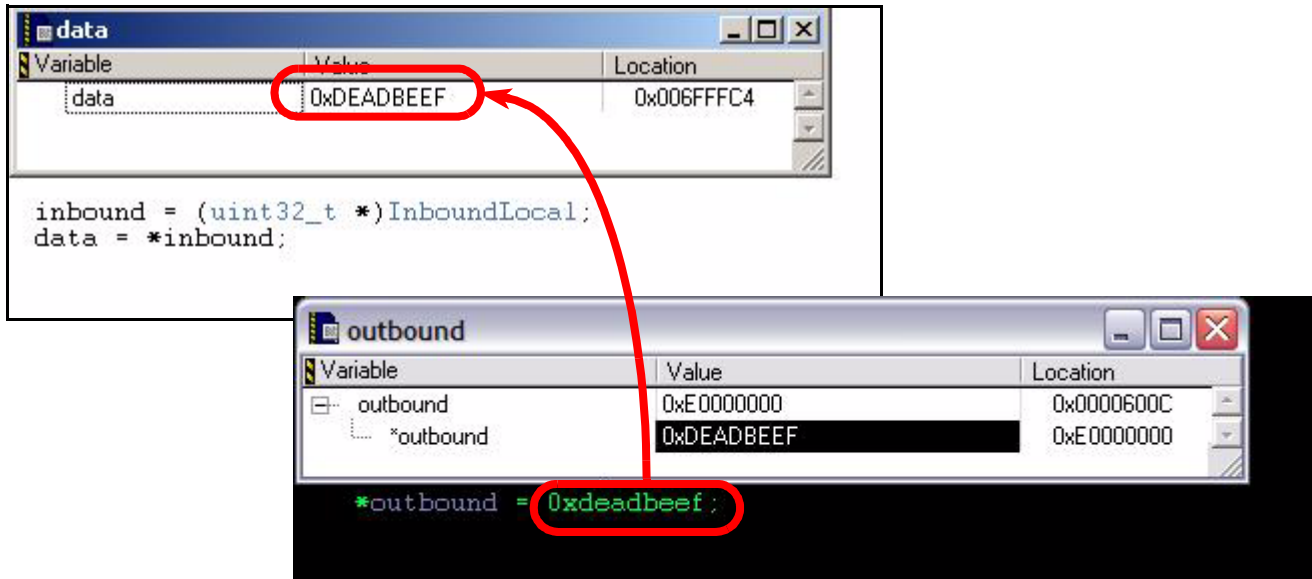 data
Variable Value Location
data 0xDEADBEEF 0x006FFFC4
inbound = (uint32_t *)InboundLocal;
data = *inbound;
outbound
Variable Value Location
outbound 0xE0000000 0x0000600C
*outbound 0xDEADBEEF 0xE0000000
*outbound = 0xdeadbeef;